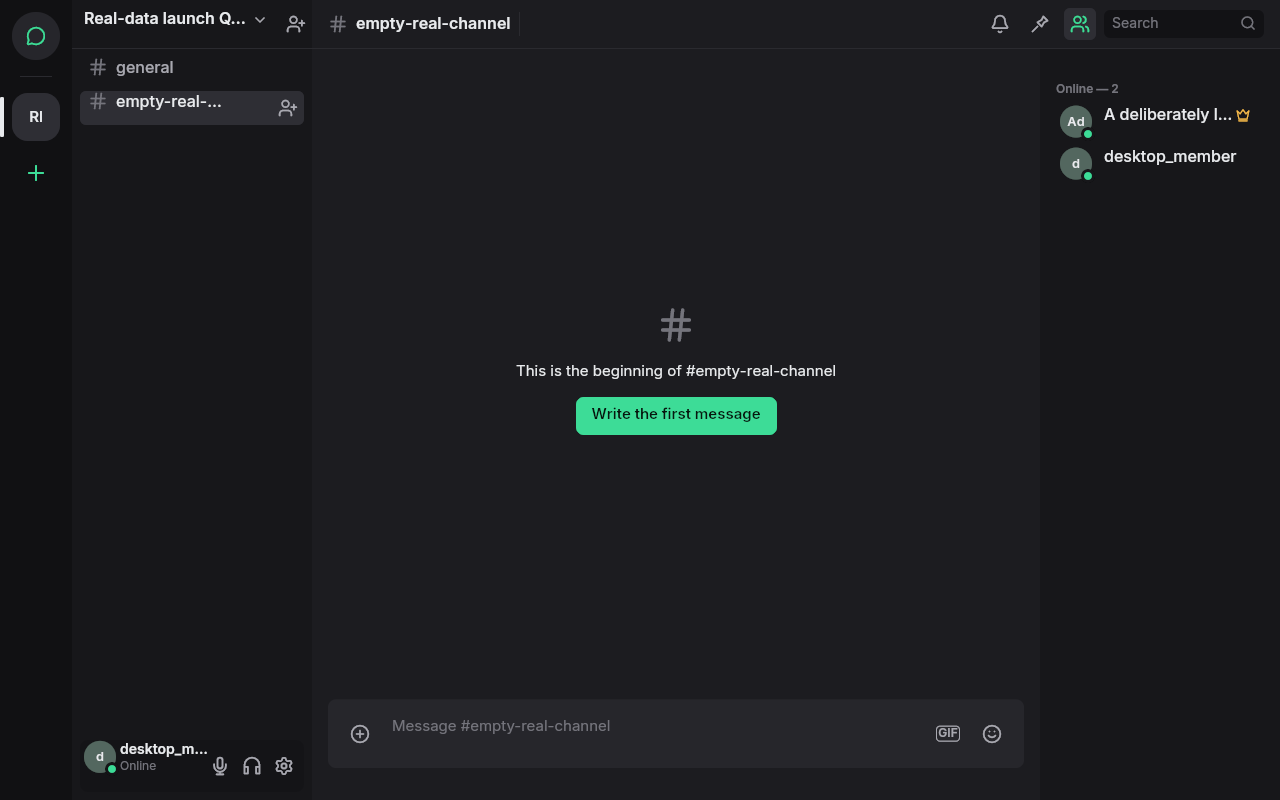 Real-data launch Q...
# empty-real-channel
Search
RI
general
empty-real-...
Online — 2
Ad
A deliberately l...
d
desktop_member
This is the beginning of #empty-real-channel
Write the first message
Message #empty-real-channel
GIF
d
desktop_m...
Online